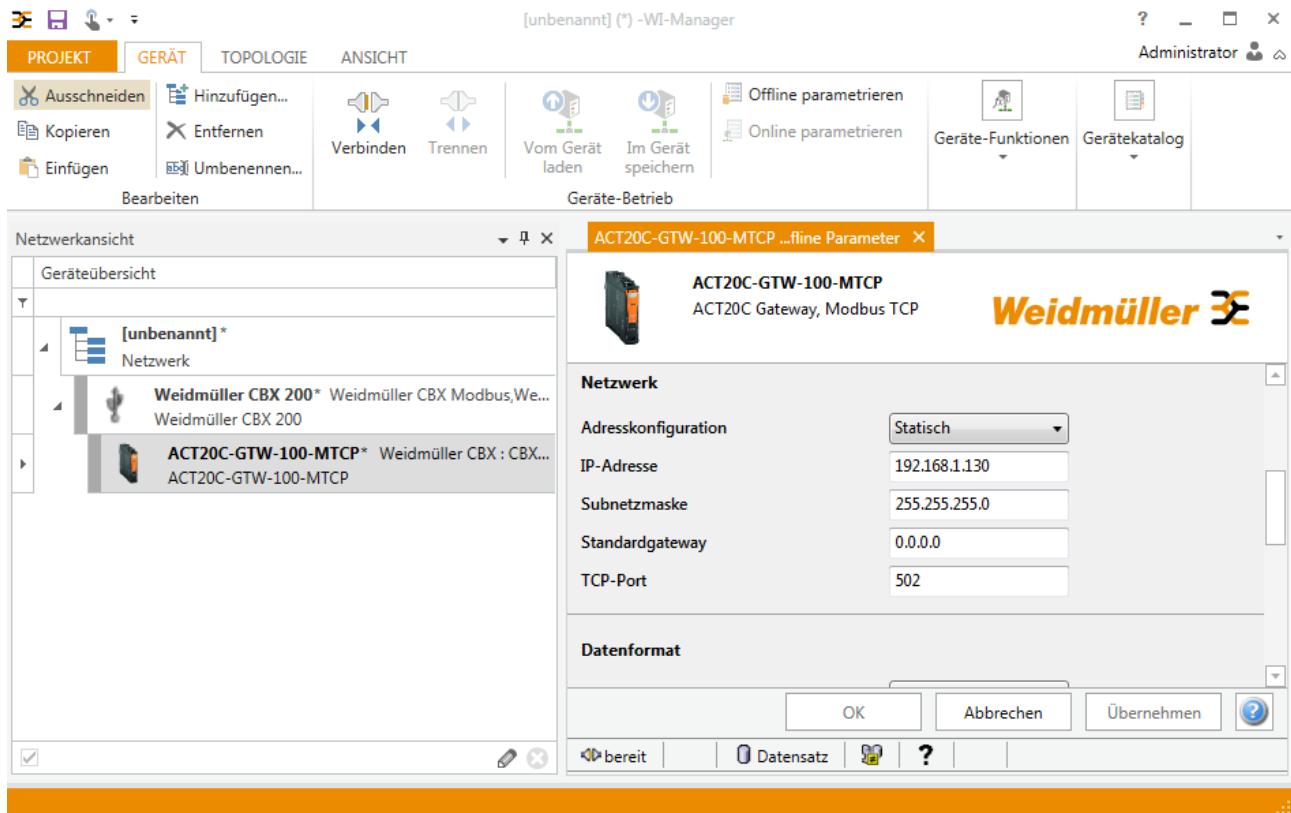 [unbenannt] (*) -WI-Manager
?
PROJEKT GERÄT TOPOLOGIE ANSICHT Administrator
Ausschneiden Hinzufügen...
Kopieren Entfernen
Einfügen Umbenennen...
Bearbeiten
Verbinden Trennen
Vom Gerät laden
Im Gerät speichern
Offline parametrieren
Online parametrieren
Geräte-Betrieb
Geräte-Funktionen Gerätekatalog
Netzwerkansicht
Geräteübersicht
[unbenannt] *
Netzwerk
Weidmüller CBX 200* Weidmüller CBX Modbus,We...
Weidmüller CBX 200
ACT20C-GTW-100-MTCP* Weidmüller CBX : CBX...
ACT20C-GTW-100-MTCP
ACT20C-GTW-100-MTCP ...fline Parameter
ACT20C-GTW-100-MTCP
ACT20C Gateway, Modbus TCP
Weidmüller
Netzwerk
Adresskonfiguration Statisch
IP-Adresse 192.168.1.130
Subnetzmaske 255.255.255.0
Standardgateway 0.0.0.0
TCP-Port 502
Datenformat
OK Abbrechen Übernehmen ?
bereit Datensatz ?